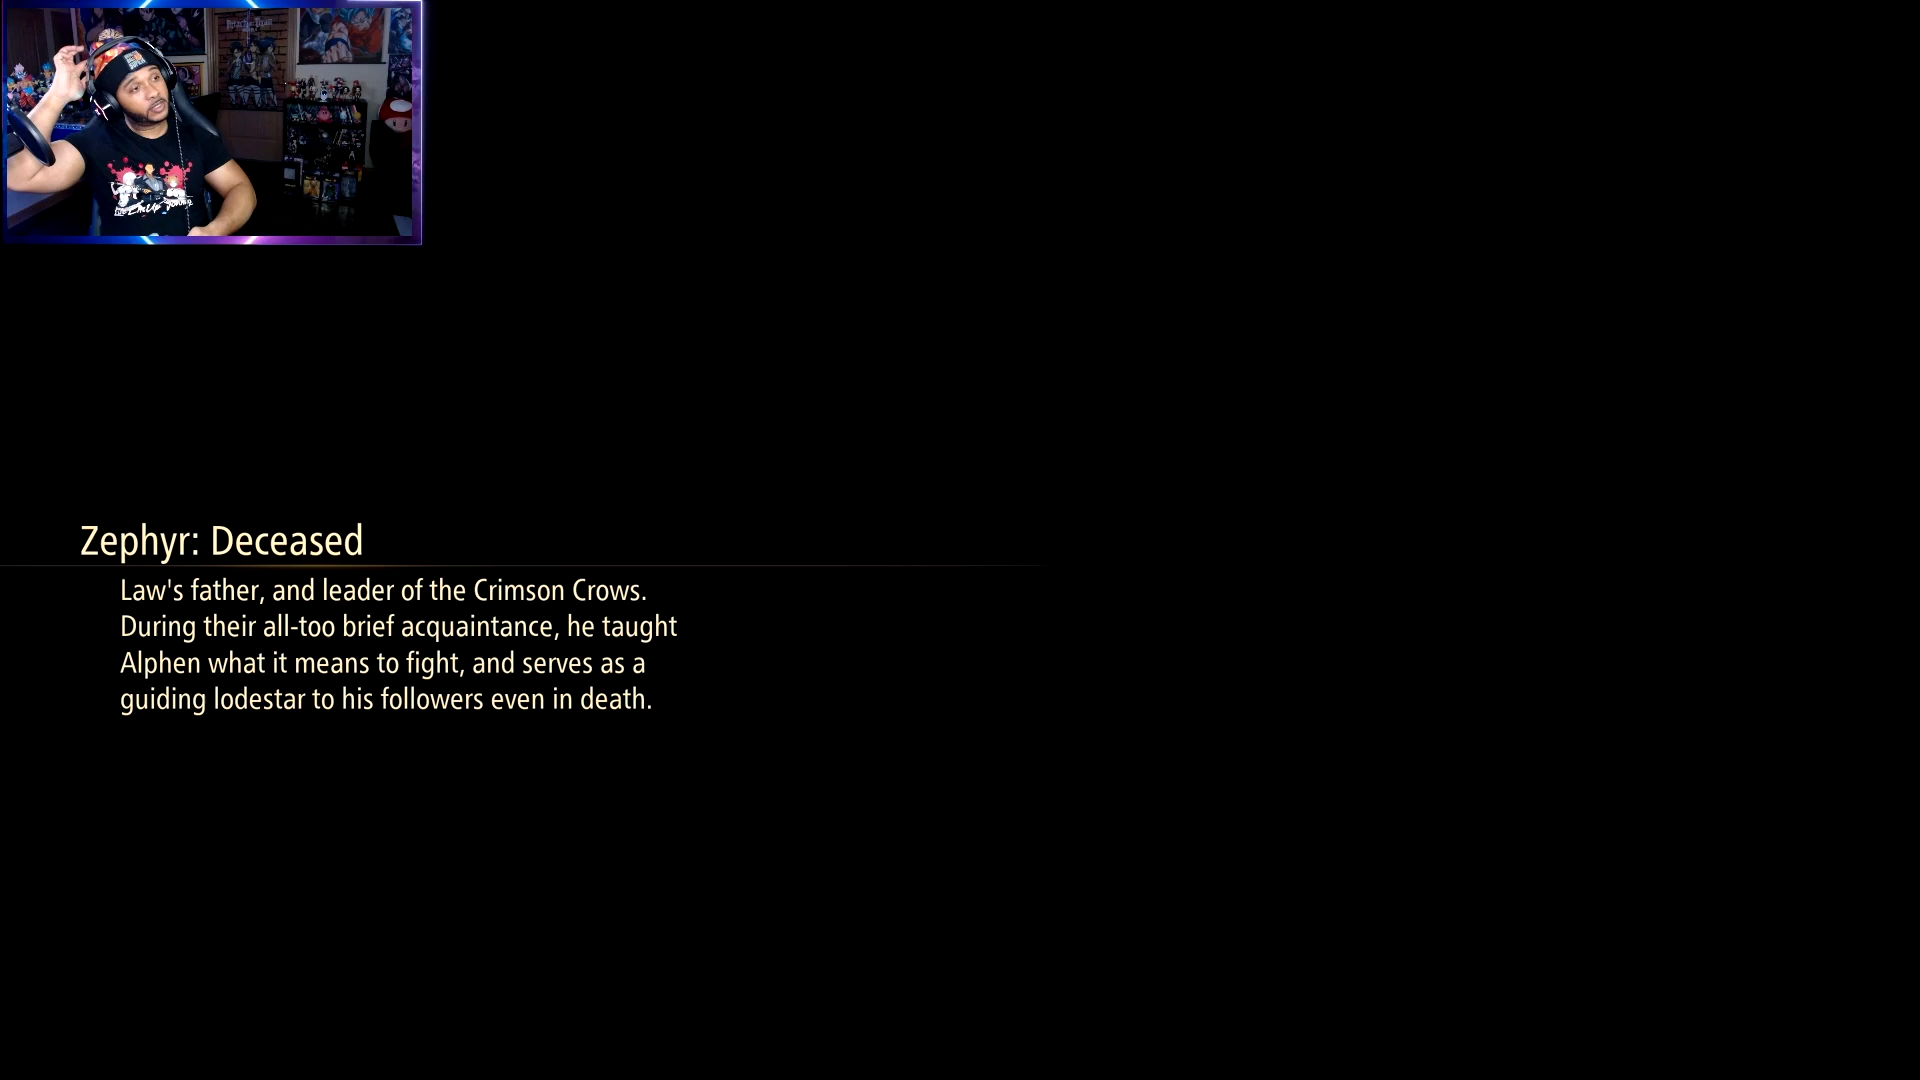 Zephyr: Deceased
Law's father, and leader of the Crimson Crows.
During their all-too brief acquaintance, he taught
Alphen what it means to fight, and serves as a
guiding lodestar to his followers even in death.